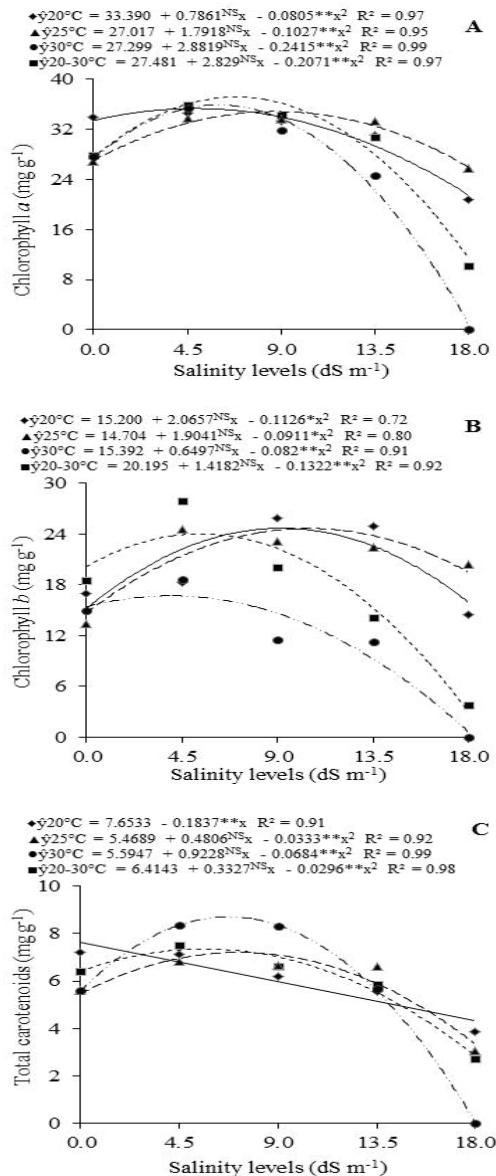 A
◆ŷ20°C = 33.390 + 0.7861ᴺˢx - 0.0805**x² R² = 0.97
▲ŷ25°C = 27.017 + 1.7918ᴺˢx - 0.1027**x² R² = 0.95
●ŷ30°C = 27.299 + 2.8819ᴺˢx - 0.2415**x² R² = 0.99
■ŷ20-30°C = 27.481 + 2.829ᴺˢx - 0.2071**x² R² = 0.97
40
32
24
16
8
0
Chlorophyll a (mg g⁻¹)
0.0 4.5 9.0 13.5 18.0
Salinity levels (dS m⁻¹)
B
◆ŷ20°C = 15.200 + 2.0657ᴺˢx - 0.1126*x² R² = 0.72
▲ŷ25°C = 14.704 + 1.9041ᴺˢx - 0.0911*x² R² = 0.80
●ŷ30°C = 15.392 + 0.6497ᴺˢx - 0.082**x² R² = 0.91
■ŷ20-30°C = 20.195 + 1.4182ᴺˢx - 0.1322**x² R² = 0.92
30
24
18
12
6
0
Chlorophyll b (mg g⁻¹)
0.0 4.5 9.0 13.5 18.0
Salinity levels (dS m⁻¹)
C
◆ŷ20°C = 7.6533 - 0.1837**x R² = 0.91
▲ŷ25°C = 5.4689 + 0.4806ᴺˢx - 0.0333**x² R² = 0.92
●ŷ30°C = 5.5947 + 0.9228ᴺˢx - 0.0684**x² R² = 0.99
■ŷ20-30°C = 6.4143 + 0.3327ᴺˢx - 0.0296**x² R² = 0.98
10
8
6
4
2
0
Total carotenoids (mg g⁻¹)
0.0 4.5 9.0 13.5 18.0
Salinity levels (dS m⁻¹)